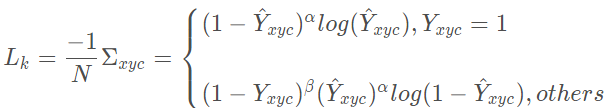 L_k = \frac{-1}{N} \Sigma_{xyc} = \begin{cases} (1 - \hat{Y}_{xyc})^{\alpha} log(\hat{Y}_{xyc}), Y_{xyc} = 1 \\ (1 - Y_{xyc})^{\beta} (\hat{Y}_{xyc})^{\alpha} log(1 - \hat{Y}_{xyc}), others \end{cases}